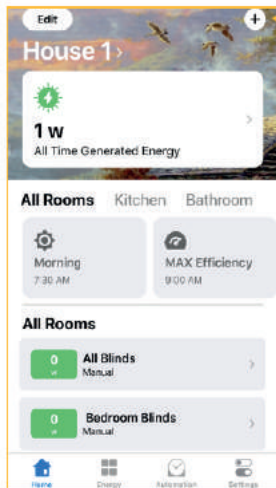 Edit
+
House 1 >
1 w
All Time Generated Energy
All Rooms Kitchen Bathroom
Morning
7:30 AM
MAX Efficiency
9:00 AM
All Rooms
0
w
All Blinds
Manual
0
w
Bedroom Blinds
Manual
Home Energy Automation Settings